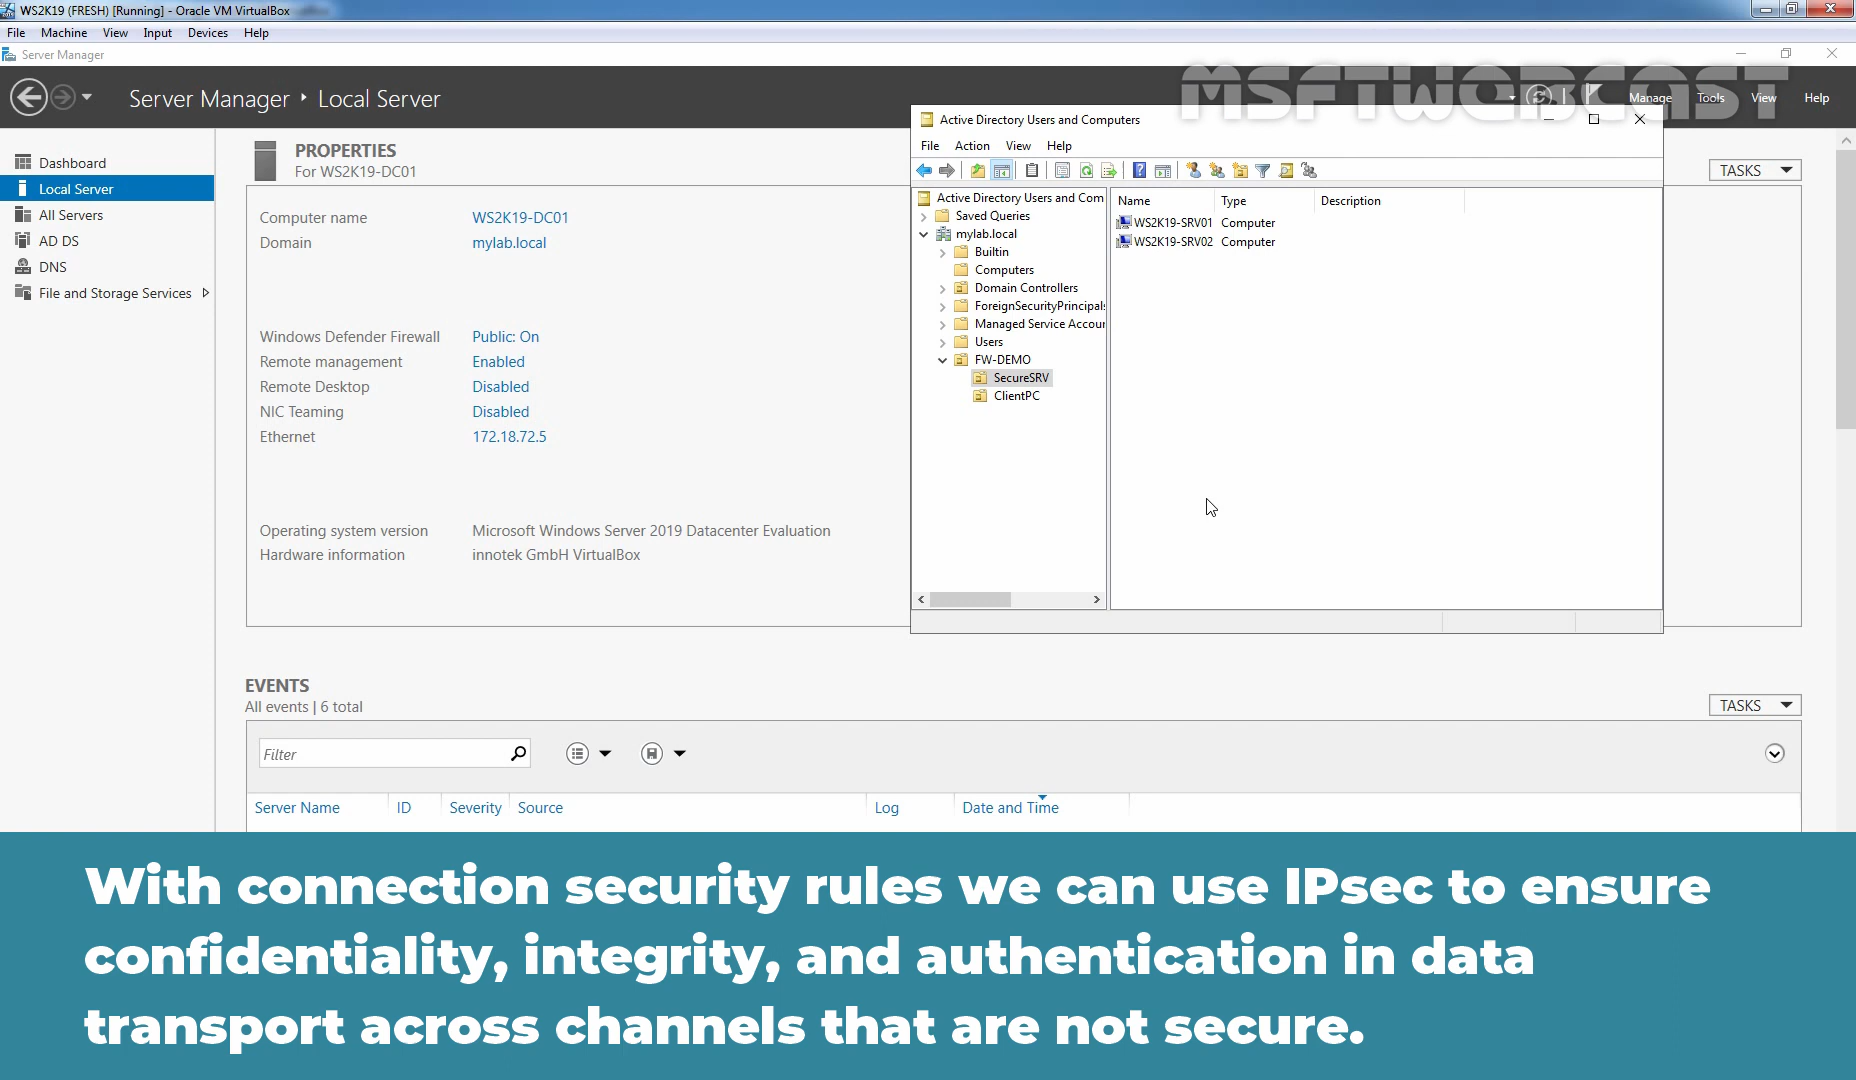 WS2K19 (FRESH) [Running] - Oracle VM VirtualBox
File Machine View Input Devices Help
Server Manager
Server Manager ‣ Local Server
MSFTWEBCAST
Manage Tools View Help
Dashboard
Local Server
All Servers
AD DS
DNS
File and Storage Services
PROPERTIES
For WS2K19-DC01
TASKS
Computer name WS2K19-DC01
Domain mylab.local
Windows Defender Firewall Public: On
Remote management Enabled
Remote Desktop Disabled
NIC Teaming Disabled
Ethernet 172.18.72.5
Operating system version Microsoft Windows Server 2019 Datacenter Evaluation
Hardware information innotek GmbH VirtualBox
Active Directory Users and Computers
File Action View Help
Active Directory Users and Com
Saved Queries
mylab.local
Builtin
Computers
Domain Controllers
ForeignSecurityPrincipals
Managed Service Accour
Users
FW-DEMO
SecureSRV
ClientPC
Name Type Description
WS2K19-SRV01 Computer
WS2K19-SRV02 Computer
EVENTS
All events | 6 total
TASKS
Filter
Server Name ID Severity Source Log Date and Time
With connection security rules we can use IPsec to ensure
confidentiality, integrity, and authentication in data
transport across channels that are not secure.